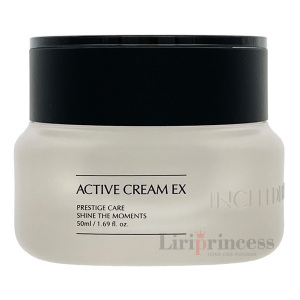 ACTIVE CREAM EX
PRESTIGE CARE
SHINE THE MOMENTS
50ml / 1.69 fl. oz.
Liriprincess